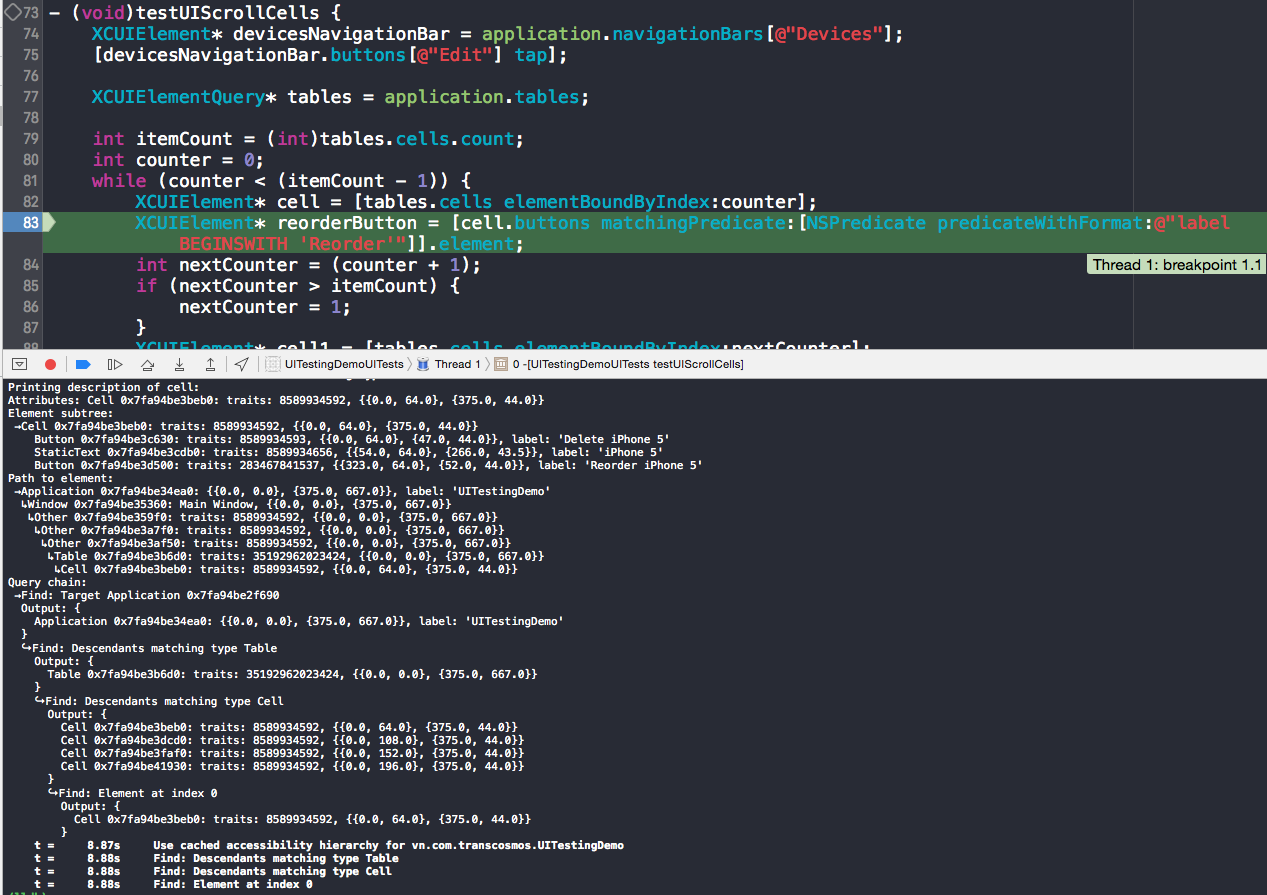 73 - (void)testUIScrollCells {
74 XCUIElement* devicesNavigationBar = application.navigationBars[@"Devices"];
75 [devicesNavigationBar.buttons[@"Edit"] tap];
76
77 XCUIElementQuery* tables = application.tables;
78
79 int itemCount = (int)tables.cells.count;
80 int counter = 0;
81 while (counter < (itemCount - 1)) {
82 XCUIElement* cell = [tables.cells elementBoundByIndex:counter];
83 XCUIElement* reorderButton = [cell.buttons matchingPredicate:[NSPredicate predicateWithFormat:@"label
BEGINSWITH 'Reorder'"]].element;
84 int nextCounter = (counter + 1);
Thread 1: breakpoint 1.1
85 if (nextCounter > itemCount) {
86 nextCounter = 1;
87 }
88 XCUIElement* cell1 = [tables.cells elementBoundByIndex:nextCounter];
UITestingDemoUITests Thread 1 0 -[UITestingDemoUITests testUIScrollCells]
Printing description of cell:
Attributes: Cell 0x7fa94be3beb0: traits: 8589934592, {{0.0, 64.0}, {375.0, 44.0}}
Element subtree:
→Cell 0x7fa94be3beb0: traits: 8589934592, {{0.0, 64.0}, {375.0, 44.0}}
Button 0x7fa94be3c630: traits: 8589934593, {{0.0, 64.0}, {47.0, 44.0}}, label: 'Delete iPhone 5'
StaticText 0x7fa94be3cdb0: traits: 8589934656, {{54.0, 64.0}, {266.0, 43.5}}, label: 'iPhone 5'
Button 0x7fa94be3d500: traits: 283467841537, {{323.0, 64.0}, {52.0, 44.0}}, label: 'Reorder iPhone 5'
Path to element:
→Application 0x7fa94be34ea0: {{0.0, 0.0}, {375.0, 667.0}}, label: 'UITestingDemo'
↳Window 0x7fa94be35360: Main Window, {{0.0, 0.0}, {375.0, 667.0}}
↳Other 0x7fa94be359f0: traits: 8589934592, {{0.0, 0.0}, {375.0, 667.0}}
↳Other 0x7fa94be3a7f0: traits: 8589934592, {{0.0, 0.0}, {375.0, 667.0}}
↳Other 0x7fa94be3af50: traits: 8589934592, {{0.0, 0.0}, {375.0, 667.0}}
↳Table 0x7fa94be3b6d0: traits: 35192962023424, {{0.0, 0.0}, {375.0, 667.0}}
↳Cell 0x7fa94be3beb0: traits: 8589934592, {{0.0, 64.0}, {375.0, 44.0}}
Query chain:
→Find: Target Application 0x7fa94be2f690
Output: {
Application 0x7fa94be34ea0: {{0.0, 0.0}, {375.0, 667.0}}, label: 'UITestingDemo'
}
↪Find: Descendants matching type Table
Output: {
Table 0x7fa94be3b6d0: traits: 35192962023424, {{0.0, 0.0}, {375.0, 667.0}}
}
↪Find: Descendants matching type Cell
Output: {
Cell 0x7fa94be3beb0: traits: 8589934592, {{0.0, 64.0}, {375.0, 44.0}}
Cell 0x7fa94be3dcd0: traits: 8589934592, {{0.0, 108.0}, {375.0, 44.0}}
Cell 0x7fa94be3faf0: traits: 8589934592, {{0.0, 152.0}, {375.0, 44.0}}
Cell 0x7fa94be41930: traits: 8589934592, {{0.0, 196.0}, {375.0, 44.0}}
}
↪Find: Element at index 0
Output: {
Cell 0x7fa94be3beb0: traits: 8589934592, {{0.0, 64.0}, {375.0, 44.0}}
}
t = 8.87s Use cached accessibility hierarchy for vn.com.transcosmos.UITestingDemo
t = 8.88s Find: Descendants matching type Table
t = 8.88s Find: Descendants matching type Cell
t = 8.88s Find: Element at index 0